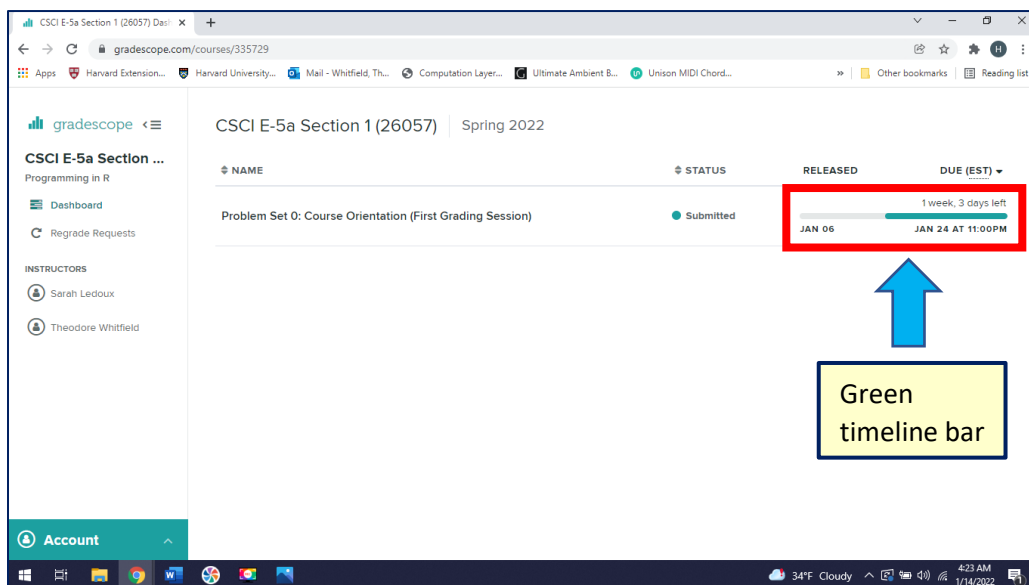 CSCI E-5a Section 1 (26057) Dash
gradescope.com/courses/335729
Apps Harvard Extension... Harvard University... Mail - Whitfield, Th... Computation Layer... Ultimate Ambient B... Unison MIDI Chord... » Other bookmarks Reading list
gradescope
CSCI E-5a Section ...
Programming in R
Dashboard
Regrade Requests
INSTRUCTORS
Sarah Ledoux
Theodore Whitfield
Account
CSCI E-5a Section 1 (26057) Spring 2022
NAME STATUS RELEASED DUE (EST)
Problem Set 0: Course Orientation (First Grading Session) Submitted
1 week, 3 days left
JAN 06 JAN 24 AT 11:00PM
Green
timeline bar
34°F Cloudy
4:23 AM
1/14/2022